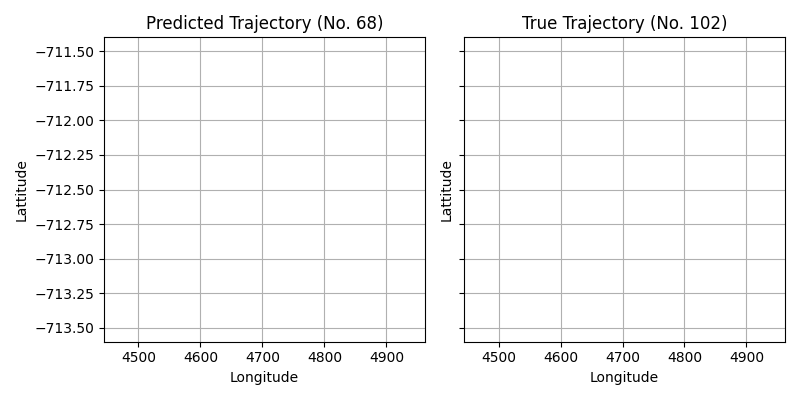 Predicted Trajectory (No. 68)
True Trajectory (No. 102)
Lattitude
−711.50
−711.75
−712.00
−712.25
−712.50
−712.75
−713.00
−713.25
−713.50
4500 4600 4700 4800 4900
Longitude
Lattitude
4500 4600 4700 4800 4900
Longitude